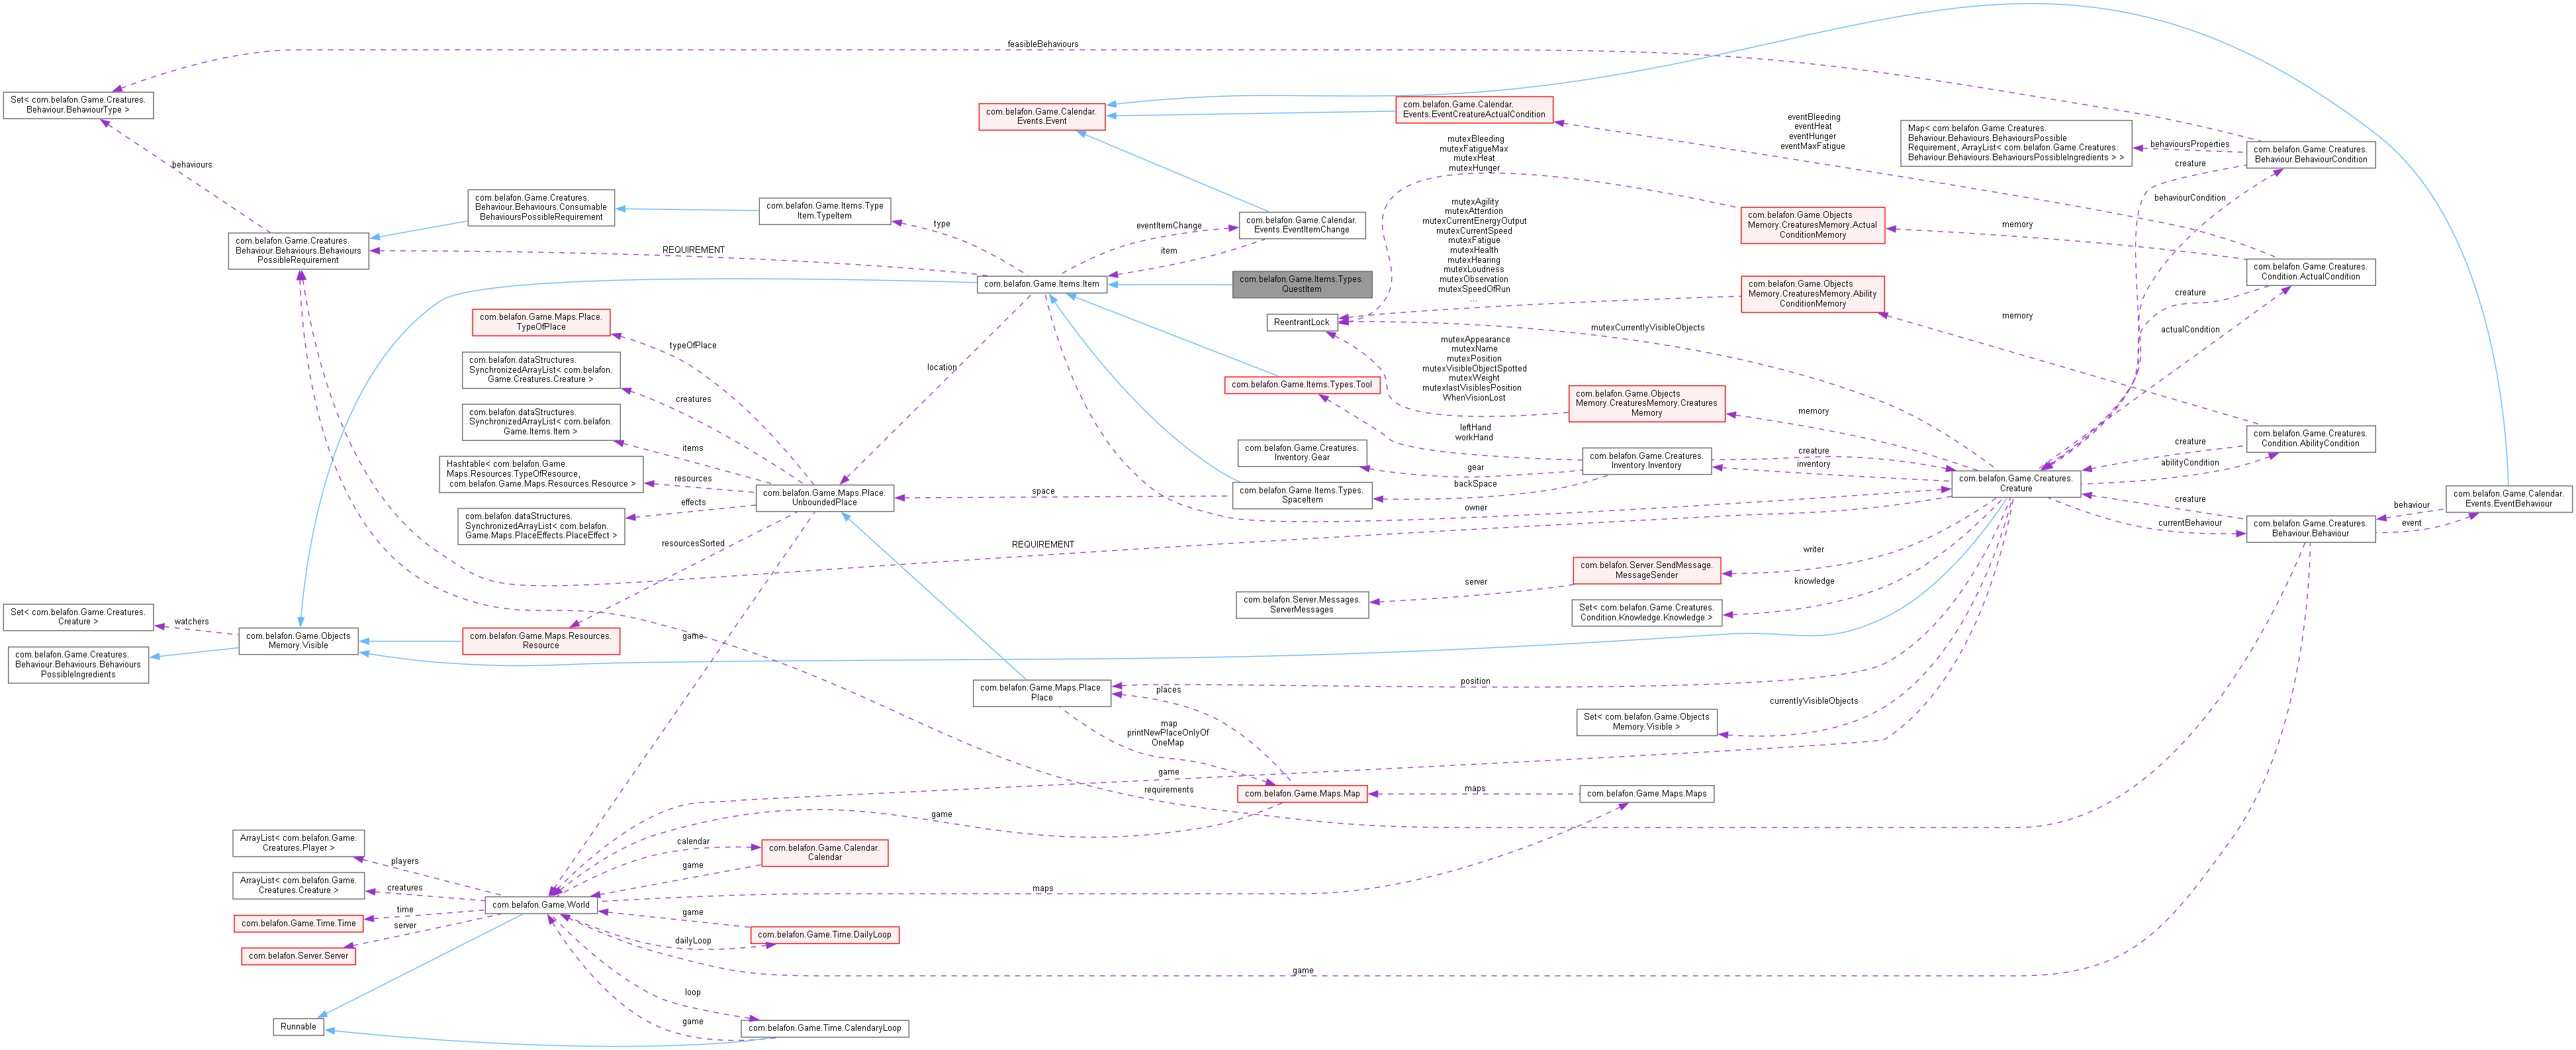 feasibleBehaviours
Set< com.belafon.Game.Creatures.
Behaviour.BehaviourType >
behaviours
com.belafon.Game.Creatures.
Behaviour.Behaviours.Consumable
BehavioursPossibleRequirement
com.belafon.Game.Items.Type
Item.TypeItem
type
com.belafon.Game.Creatures.
Behaviour.Behaviours.Behaviours
PossibleRequirement
REQUIREMENT
com.belafon.Game.Calendar.
Events.Event
com.belafon.Game.Calendar.
Events.EventCreatureActualCondition
eventItemChange
com.belafon.Game.Calendar.
Events.EventItemChange
item
com.belafon.Game.Items.Item
com.belafon.Game.Items.Types.
QuestItem
mutexBleeding
mutexFatigueMax
mutexHeat
mutexHunger
mutexAgility
mutexAttention
mutexCurrentEnergyOutput
mutexCurrentSpeed
mutexFatigue
mutexHealth
mutexHearing
mutexLoudness
mutexObservation
mutexSpeedOfRun
...
ReentrantLock
mutexCurrentlyVisibleObjects
mutexAppearance
mutexName
mutexPosition
mutexVisibleObjectSpotted
mutexWeight
mutexlastVisiblesPosition
WhenVisionLost
eventBleeding
eventHeat
eventHunger
eventMaxFatigue
Map< com.belafon.Game.Creatures.
Behaviour.Behaviours.BehavioursPossible
Requirement, ArrayList< com.belafon.Game.Creatures.
Behaviour.Behaviours.BehavioursPossibleIngredients > >
behavioursProperties
com.belafon.Game.Creatures.
Behaviour.BehaviourCondition
creature
behaviourCondition
com.belafon.Game.Objects
Memory.CreaturesMemory.Actual
ConditionMemory
memory
com.belafon.Game.Creatures.
Condition.ActualCondition
creature
actualCondition
com.belafon.Game.Objects
Memory.CreaturesMemory.Ability
ConditionMemory
memory
com.belafon.Game.Maps.Place.
TypeOfPlace
typeOfPlace
com.belafon.dataStructures.
SynchronizedArrayList< com.belafon.
Game.Creatures.Creature >
creatures
com.belafon.dataStructures.
SynchronizedArrayList< com.belafon.
Game.Items.Item >
items
Hashtable< com.belafon.Game.
Maps.Resources.TypeOfResource,
com.belafon.Game.Maps.Resources.Resource >
resources
com.belafon.dataStructures.
SynchronizedArrayList< com.belafon.
Game.Maps.PlaceEffects.PlaceEffect >
effects
com.belafon.Game.Maps.Place.
UnboundedPlace
location
space
resourcesSorted
com.belafon.Game.Items.Types.Tool
leftHand
workHand
com.belafon.Game.Creatures.
Inventory.Gear
gear
com.belafon.Game.Creatures.
Inventory.Inventory
backSpace
com.belafon.Game.Items.Types.
SpaceItem
owner
com.belafon.Game.Objects
Memory.CreaturesMemory.Creatures
Memory
memory
creature
inventory
com.belafon.Game.Creatures.
Creature
com.belafon.Game.Creatures.
Condition.AbilityCondition
creature
abilityCondition
creature
currentBehaviour
com.belafon.Game.Creatures.
Behaviour.Behaviour
behaviour
event
com.belafon.Game.Calendar.
Events.EventBehaviour
REQUIREMENT
writer
com.belafon.Server.SendMessage.
MessageSender
server
com.belafon.Server.Messages.
ServerMessages
knowledge
Set< com.belafon.Game.Creatures.
Condition.Knowledge.Knowledge >
Set< com.belafon.Game.Creatures.
Creature >
watchers
com.belafon.Game.Objects
Memory.Visible
com.belafon.Game.Creatures.
Behaviour.Behaviours.Behaviours
PossibleIngredients
com.belafon.Game.Maps.Resources.
Resource
game
com.belafon.Game.Maps.Place.
Place
places
position
currentlyVisibleObjects
Set< com.belafon.Game.Objects
Memory.Visible >
map
printNewPlaceOnlyOf
OneMap
game
requirements
com.belafon.Game.Maps.Map
maps
com.belafon.Game.Maps.Maps
game
ArrayList< com.belafon.Game.
Creatures.Player >
players
ArrayList< com.belafon.Game.
Creatures.Creature >
creatures
com.belafon.Game.Time.Time
time
com.belafon.Server.Server
server
com.belafon.Game.World
calendar
com.belafon.Game.Calendar.
Calendar
game
maps
game
com.belafon.Game.Time.DailyLoop
dailyLoop
game
loop
game
com.belafon.Game.Time.CalendaryLoop
Runnable